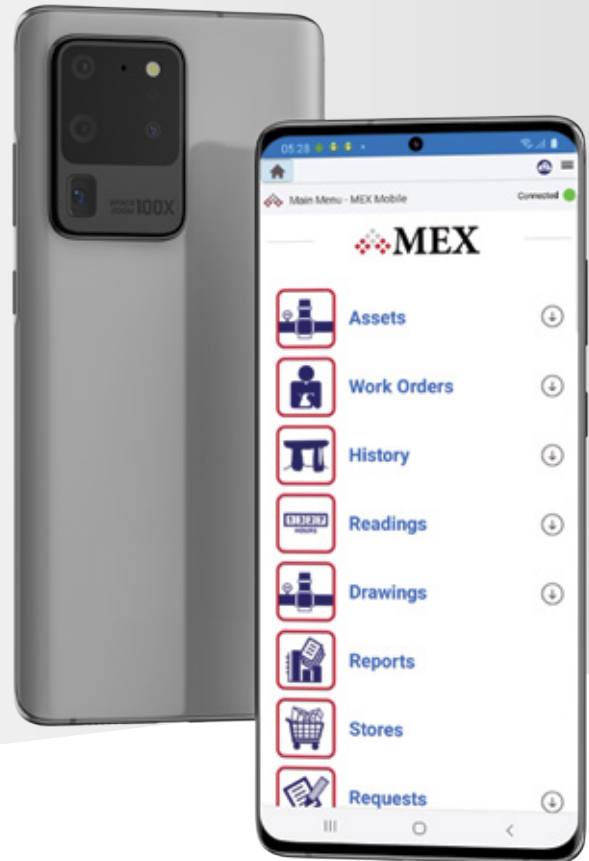 SPACE
ZOOM 100X
05:28
Main Menu - MEX Mobile
Connected
MEX
Assets
Work Orders
History
Readings
HOURS
Drawings
Reports
Stores
Requests